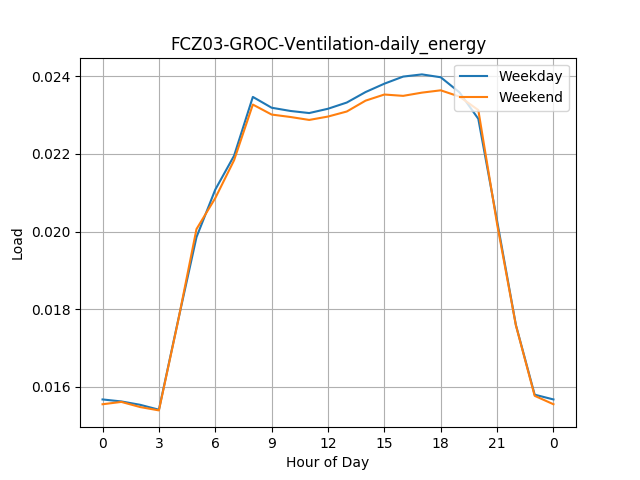 FCZ03-GROC-Ventilation-daily_energy
Weekday
Weekend
0.024
0.022
0.020
0.018
0.016
Load
0 3 6 9 12 15 18 21 0
Hour of Day